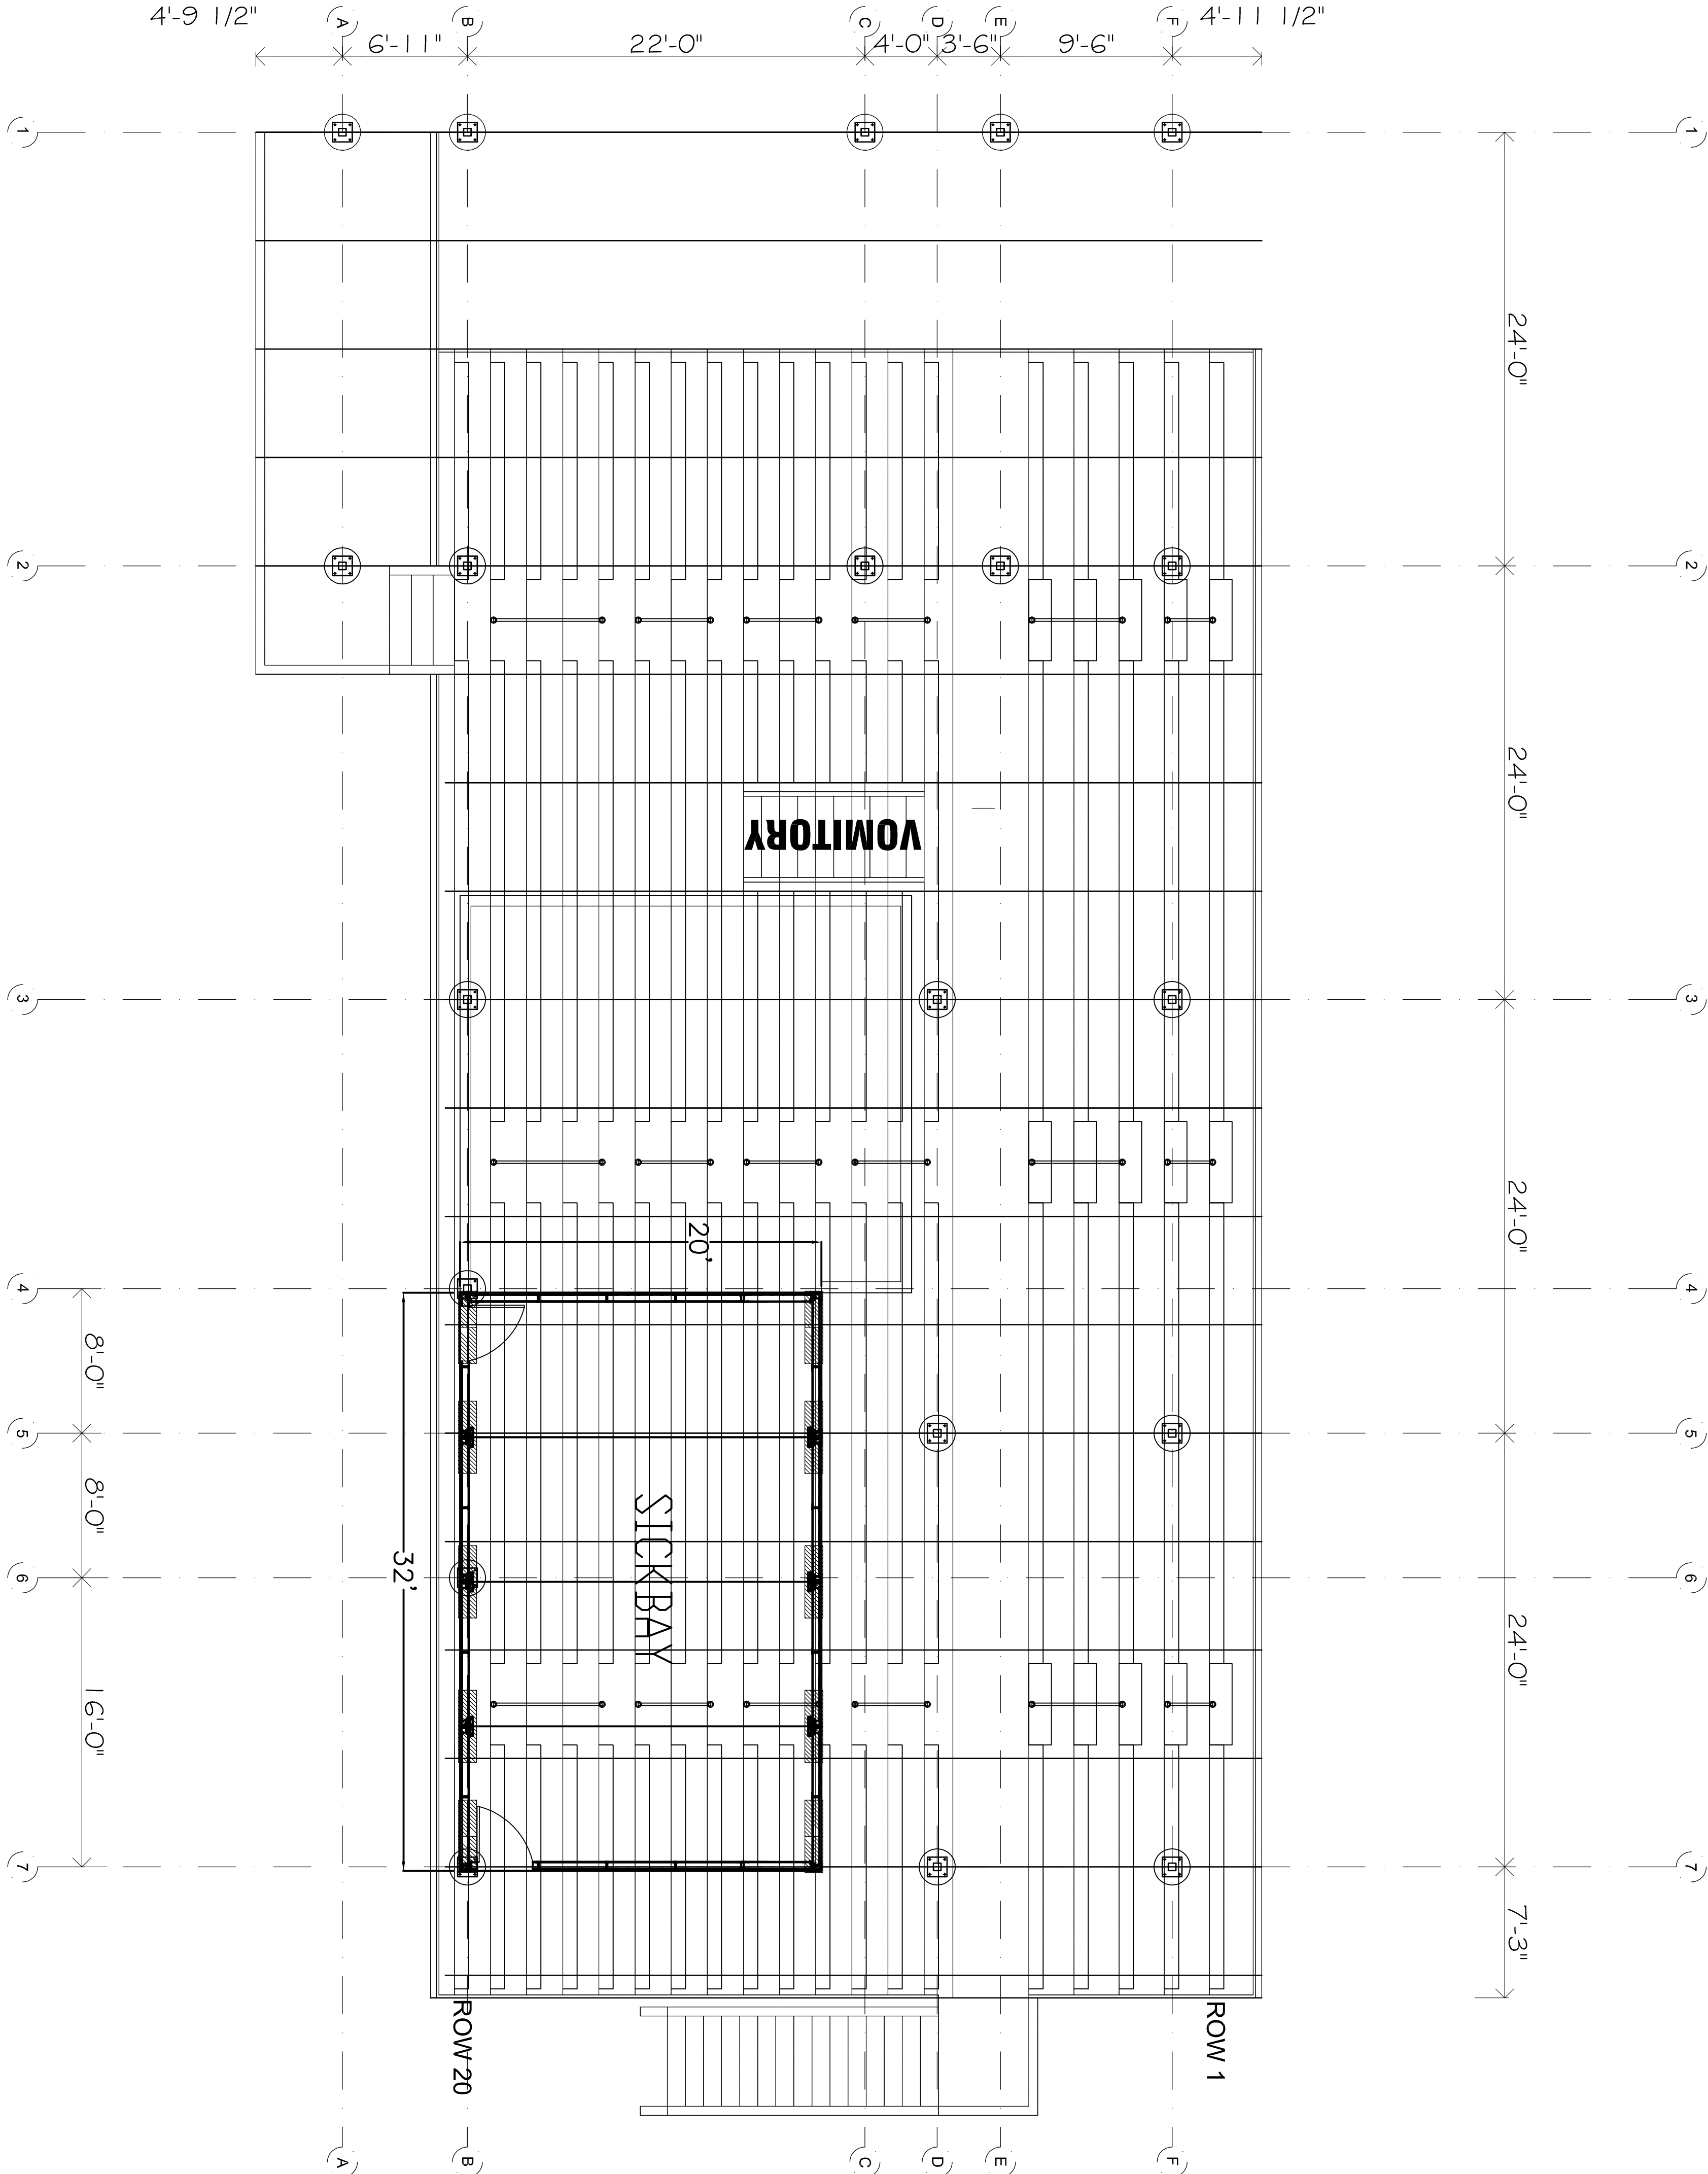 4'-9 1/2"
A
B
C
D
E
F
4'-11 1/2"
6'-11"
22'-0"
4'-0"
3'-6"
9'-6"
1
1
24'-0"
2
2
24'-0"
VOMITORY
3
3
24'-0"
20'
4
4
8'-0"
5
5
8'-0"
SICKBAY
32'
6
6
24'-0"
16'-0"
7
7
7'-3"
ROW 20
ROW 1
A
B
C
D
E
F